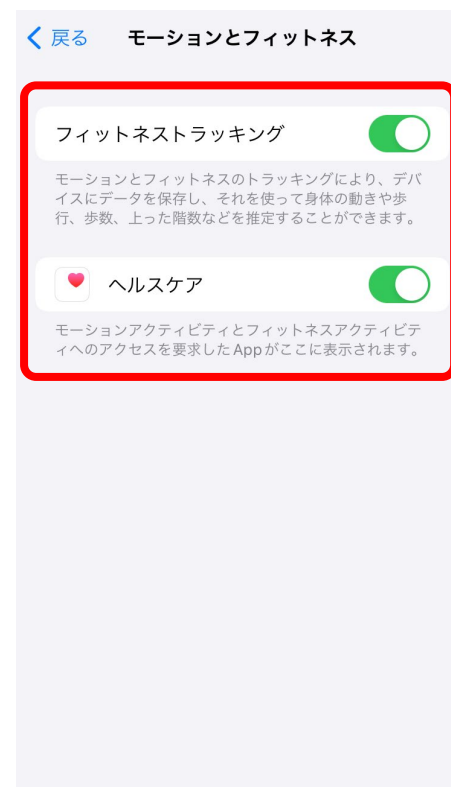 戻る モーションとフィットネス
フィットネストラッキング
モーションとフィットネスのトラッキングにより、デバ
イスにデータを保存し、それを使って身体の動きや歩
行、歩数、上った階数などを推定することができます。
ヘルスケア
モーションアクティビティとフィットネスアクティビテ
ィへのアクセスを要求したAppがここに表示されます。